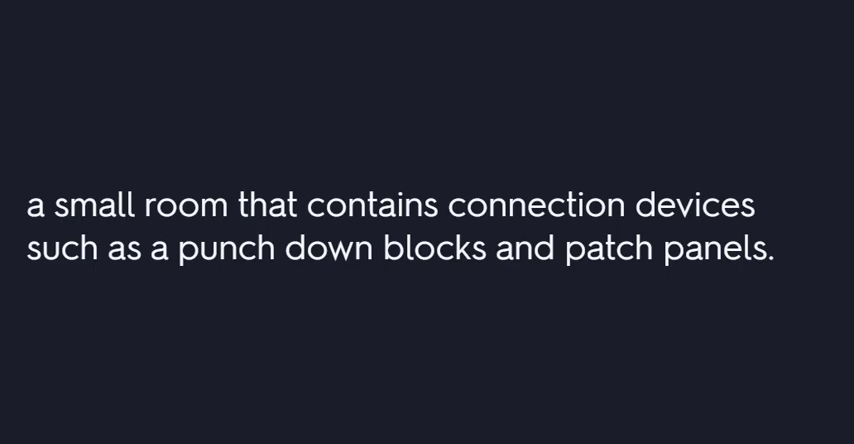 a small room that contains connection devices
such as a punch down blocks and patch panels.